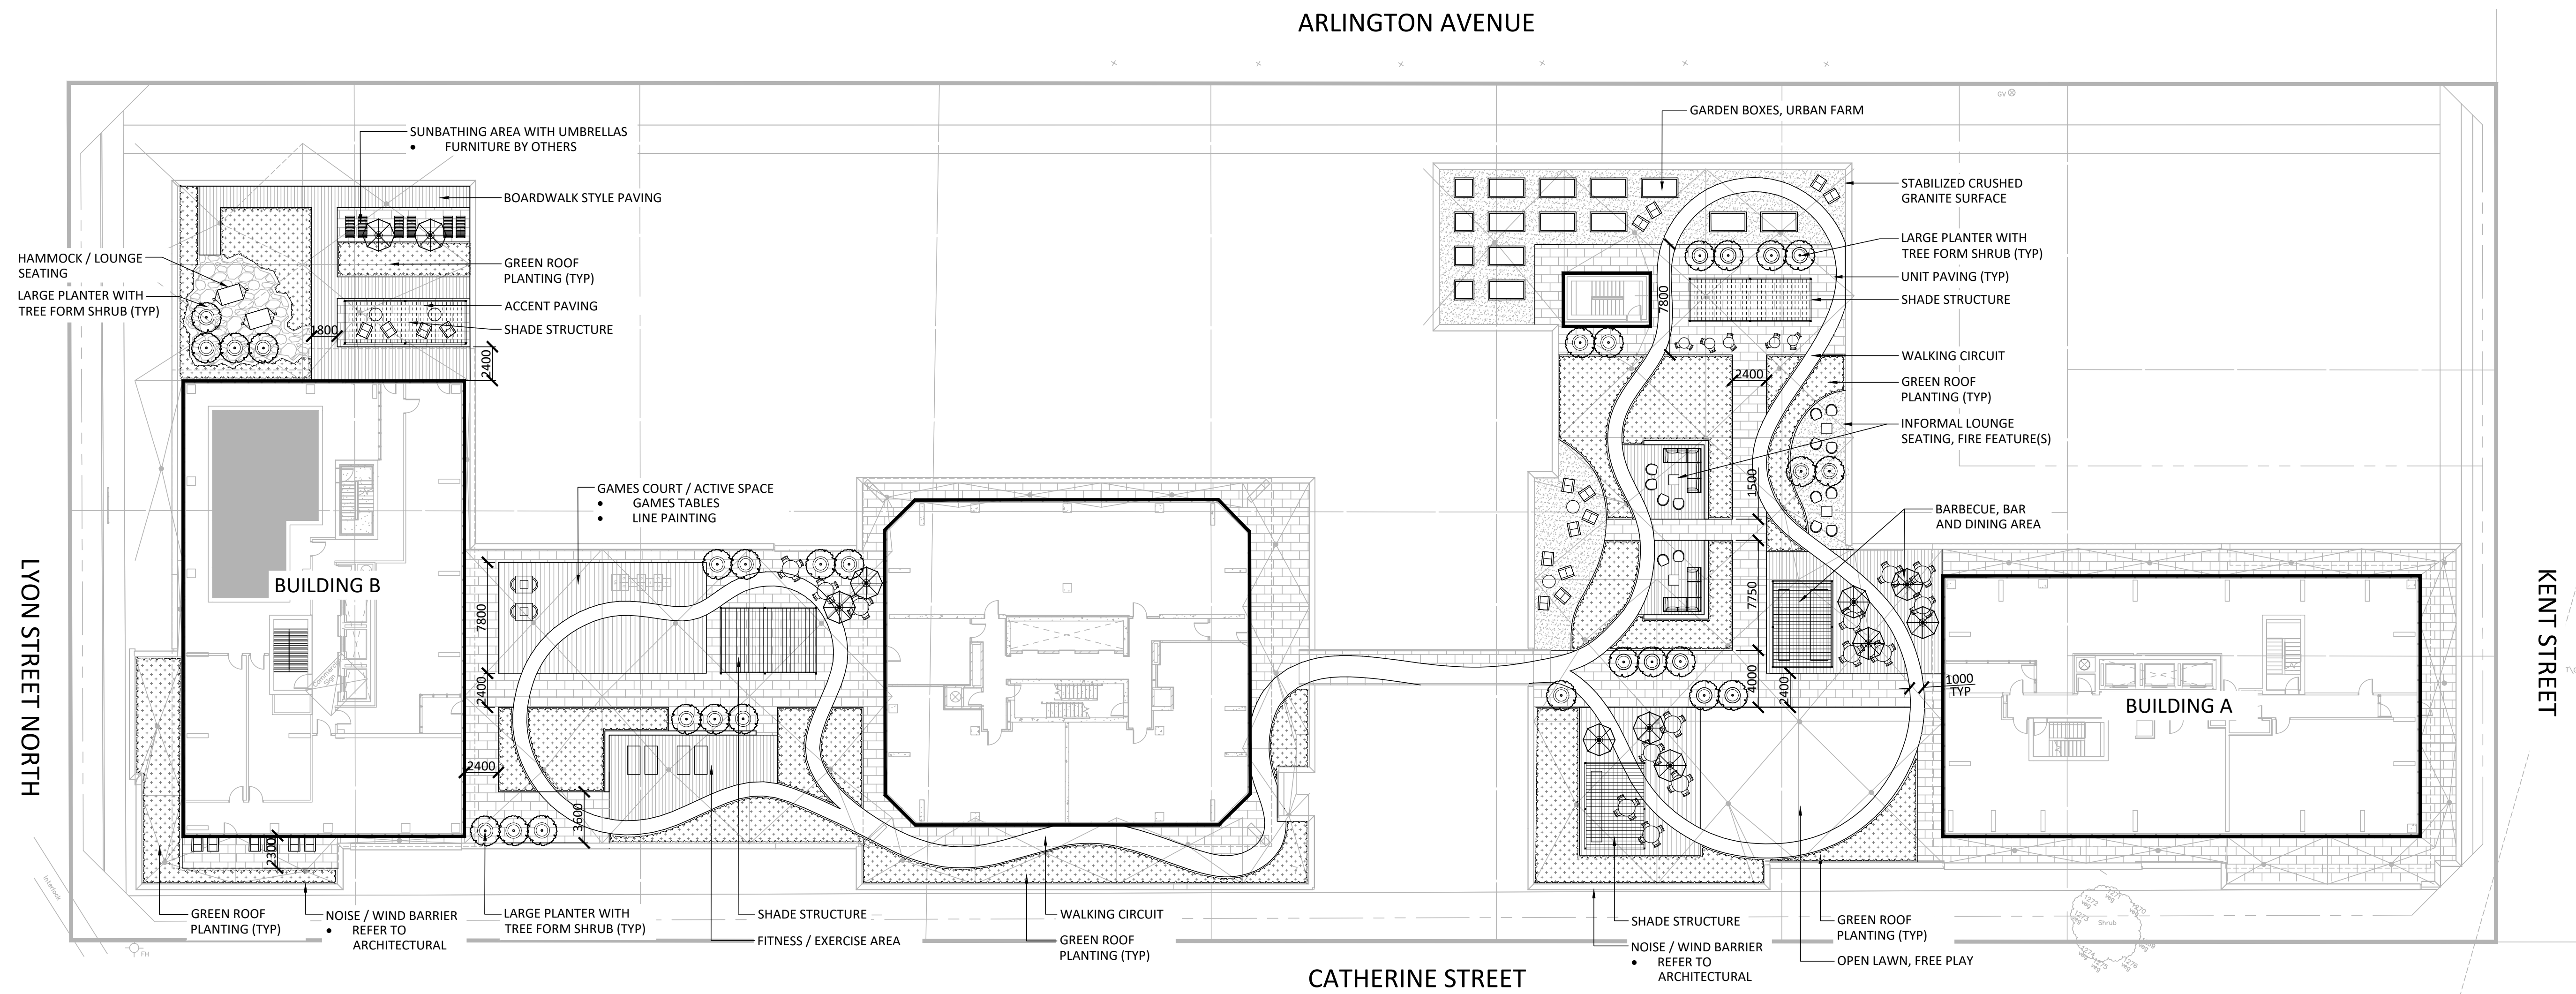 ARLINGTON AVENUE
GV
GARDEN BOXES, URBAN FARM
SUNBATHING AREA WITH UMBRELLAS
• FURNITURE BY OTHERS
BOARDWALK STYLE PAVING
STABILIZED CRUSHED
GRANITE SURFACE
HAMMOCK / LOUNGE
SEATING
LARGE PLANTER WITH
TREE FORM SHRUB (TYP)
GREEN ROOF
PLANTING (TYP)
ACCENT PAVING
SHADE STRUCTURE
1800
2400
LARGE PLANTER WITH
TREE FORM SHRUB (TYP)
UNIT PAVING (TYP)
SHADE STRUCTURE
7800
WALKING CIRCUIT
2400
GREEN ROOF
PLANTING (TYP)
INFORMAL LOUNGE
SEATING, FIRE FEATURE(S)
1500
GAMES COURT / ACTIVE SPACE
• GAMES TABLES
• LINE PAINTING
BARBECUE, BAR
AND DINING AREA
LYON STREET NORTH
BUILDING B
7800
2400
2400
3600
2300
7750
4000
2400
1000
TYP
BUILDING A
KENT STREET
GREEN ROOF
PLANTING (TYP)
NOISE / WIND BARRIER
• REFER TO
ARCHITECTURAL
LARGE PLANTER WITH
TREE FORM SHRUB (TYP)
SHADE STRUCTURE
FITNESS / EXERCISE AREA
WALKING CIRCUIT
GREEN ROOF
PLANTING (TYP)
SHADE STRUCTURE
NOISE / WIND BARRIER
• REFER TO
ARCHITECTURAL
GREEN ROOF
PLANTING (TYP)
OPEN LAWN, FREE PLAY
Interlock
FH
Shrub
CATHERINE STREET